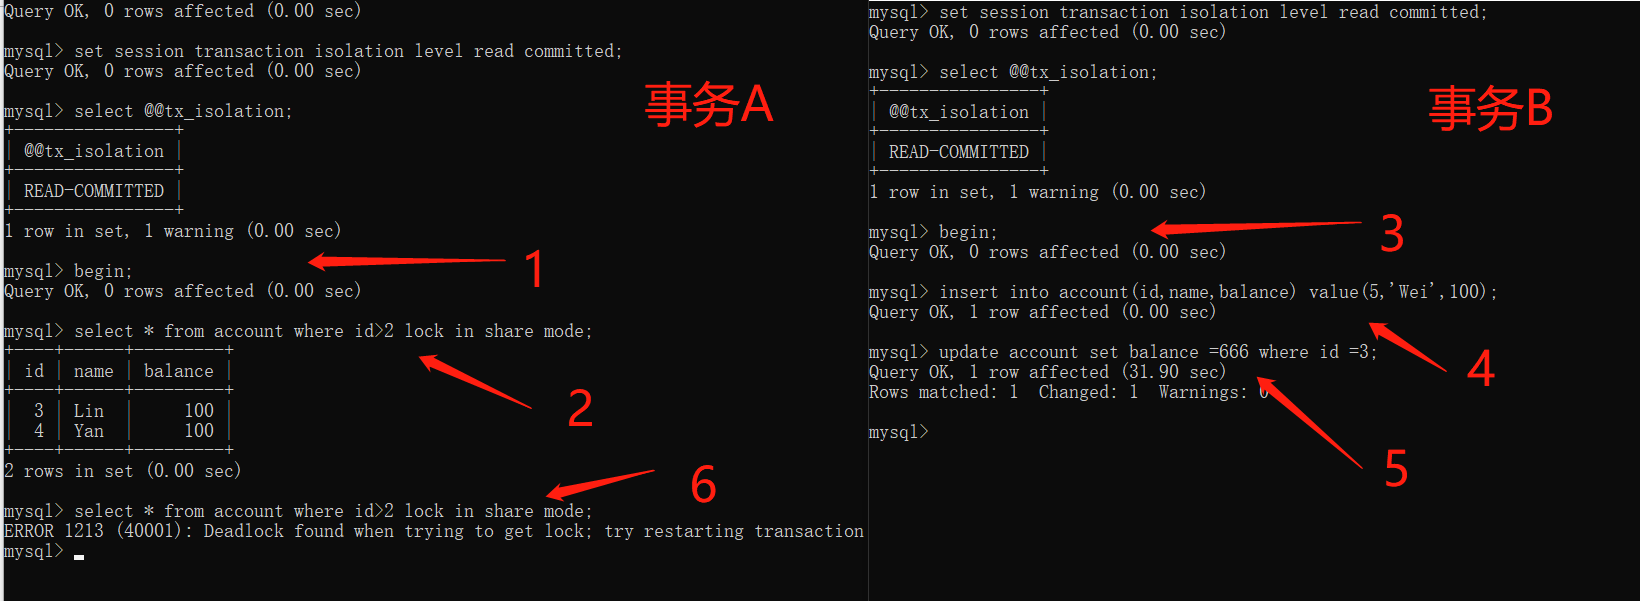 Query OK, 0 rows affected (0.00 sec)
mysql> set session transaction isolation level read committed;
Query OK, 0 rows affected (0.00 sec)
mysql> select @@tx_isolation;
+----------------+
| @@tx_isolation |
+----------------+
| READ-COMMITTED |
+----------------+
1 row in set, 1 warning (0.00 sec)
mysql> begin;
Query OK, 0 rows affected (0.00 sec)
mysql> select * from account where id>2 lock in share mode;
+----+------+---------+
| id | name | balance |
+----+------+---------+
| 3 | Lin | 100 |
| 4 | Yan | 100 |
+----+------+---------+
2 rows in set (0.00 sec)
mysql> select * from account where id>2 lock in share mode;
ERROR 1213 (40001): Deadlock found when trying to get lock; try restarting transaction
mysql>
事务A
1
2
6
mysql> set session transaction isolation level read committed;
Query OK, 0 rows affected (0.00 sec)
mysql> select @@tx_isolation;
+----------------+
| @@tx_isolation |
+----------------+
| READ-COMMITTED |
+----------------+
1 row in set, 1 warning (0.00 sec)
mysql> begin;
Query OK, 0 rows affected (0.00 sec)
mysql> insert into account(id,name,balance) value(5,'Wei',100);
Query OK, 1 row affected (0.00 sec)
mysql> update account set balance =666 where id =3;
Query OK, 1 row affected (31.90 sec)
Rows matched: 1 Changed: 1 Warnings: 0
mysql>
事务B
3
4
5